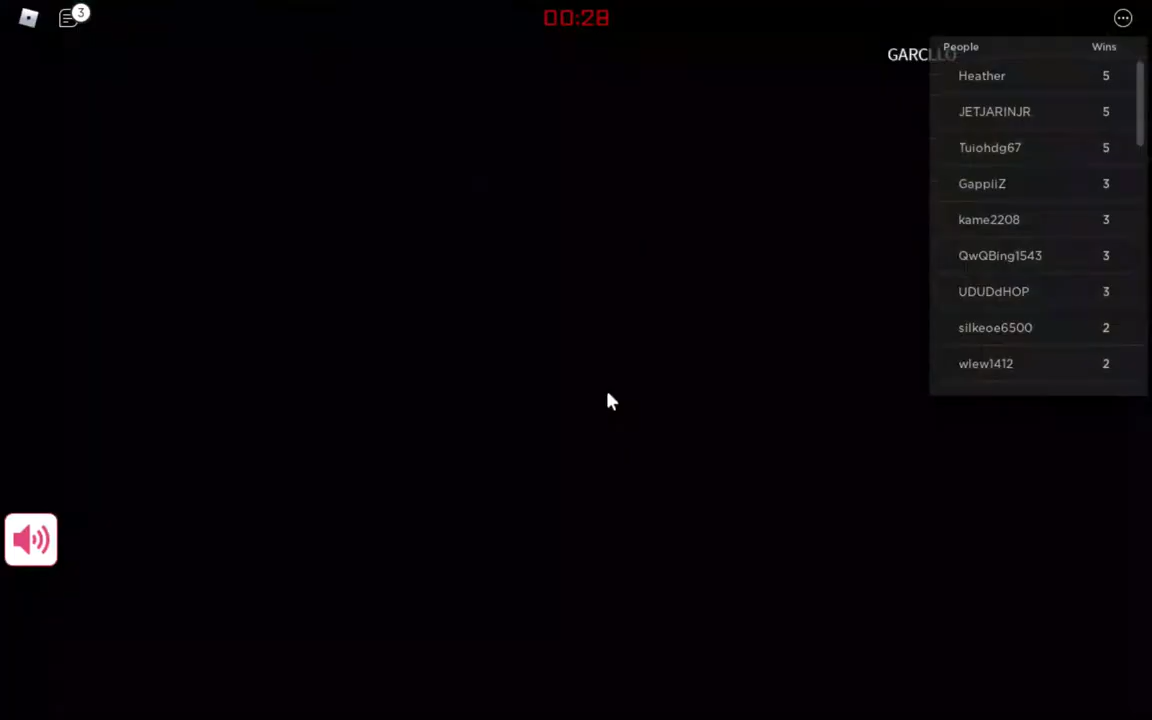 3
00:28
GARCLLO
People Wins
Heather 5
JETJARINJR 5
Tuiohdg67 5
GappliZ 3
kame2208 3
QwQBing1543 3
UDUDdHOP 3
silkeoe6500 2
wlew1412 2